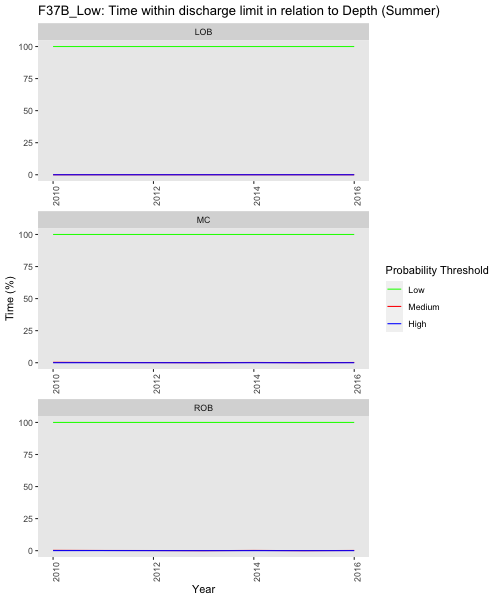 F37B_Low: Time within discharge limit in relation to Depth (Summer)
LOB
100
75
50
25
0
2010
2012
2014
2016
MC
100
75
50
25
0
2010
2012
2014
2016
ROB
100
75
50
25
0
2010
2012
2014
2016
Time (%)
Year
Probability Threshold
Low
Medium
High